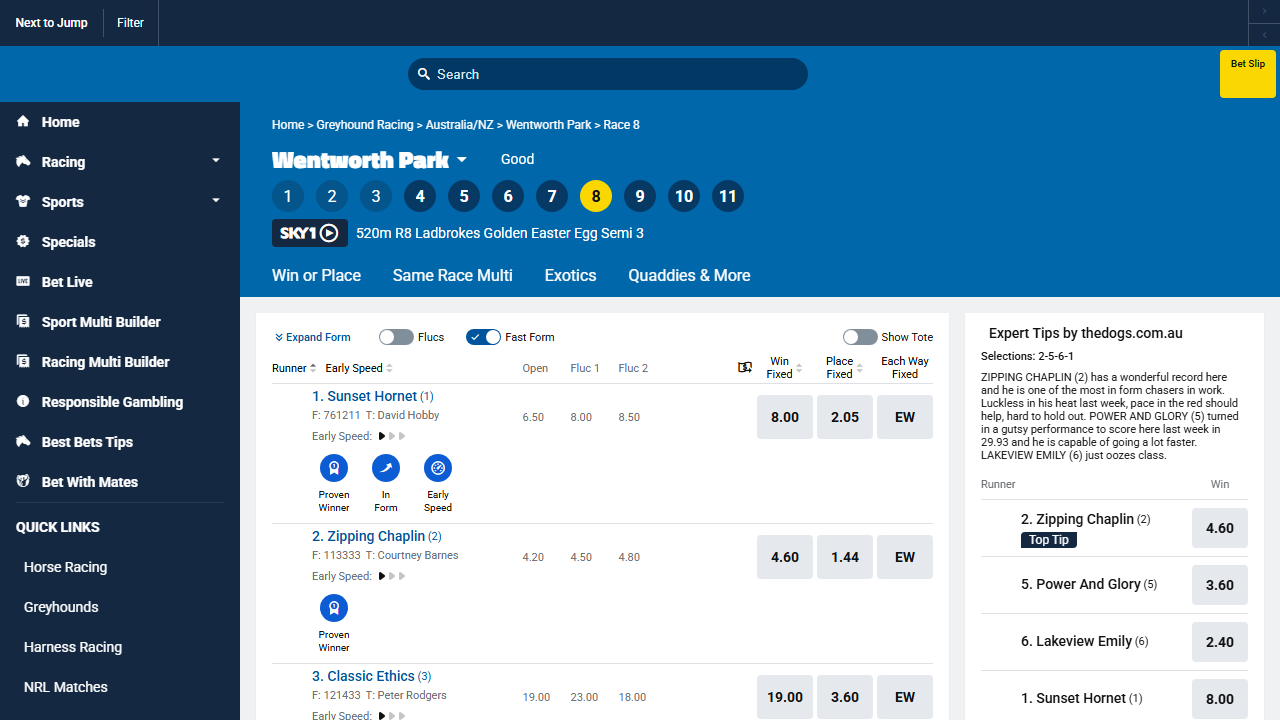 Next to Jump
Filter
Search
Bet Slip
Home
Racing
Sports
Specials
Bet Live
Sport Multi Builder
Racing Multi Builder
Responsible Gambling
Best Bets Tips
Bet With Mates
QUICK LINKS
Horse Racing
Greyhounds
Harness Racing
NRL Matches
Home > Greyhound Racing > Australia/NZ > Wentworth Park > Race 8
Wentworth Park
Good
1 2 3 4 5 6 7 8 9 10 11
SKY1
520m R8 Ladbrokes Golden Easter Egg Semi 3
Win or Place
Same Race Multi
Exotics
Quaddies & More
Expand Form
Flucs
Fast Form
Show Tote
Runner
Early Speed
Open
Fluc 1
Fluc 2
Win
Fixed
Place
Fixed
Each Way
Fixed
1. Sunset Hornet (1)
F: 761211 T: David Hobby
Early Speed:
6.50
8.00
8.50
8.00
2.05
EW
Proven
Winner
In
Form
Early
Speed
2. Zipping Chaplin (2)
F: 113333 T: Courtney Barnes
Early Speed:
4.20
4.50
4.80
4.60
1.44
EW
Proven
Winner
3. Classic Ethics (3)
F: 121433 T: Peter Rodgers
Early Speed:
19.00
23.00
18.00
19.00
3.60
EW
Expert Tips by thedogs.com.au
Selections: 2-5-6-1
ZIPPING CHAPLIN (2) has a wonderful record here
and he is one of the most in form chasers in work.
Luckless in his heat last week, pace in the red should
help, hard to hold out. POWER AND GLORY (5) turned
in a gutsy performance to score here last week in
29.93 and he is capable of going a lot faster.
LAKEVIEW EMILY (6) just oozes class.
Runner
Win
2. Zipping Chaplin (2)
Top Tip
4.60
5. Power And Glory (5)
3.60
6. Lakeview Emily (6)
2.40
1. Sunset Hornet (1)
8.00